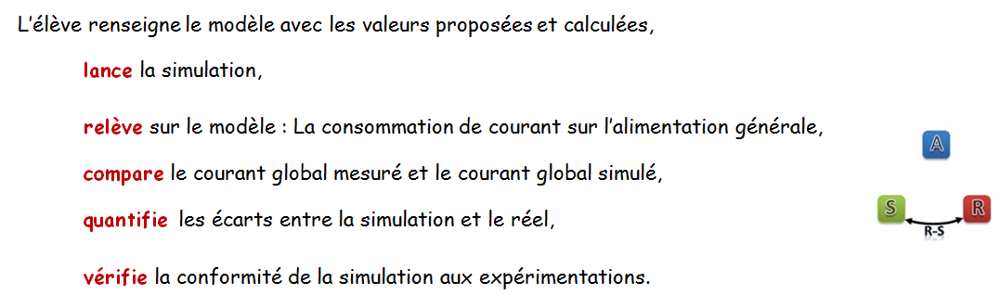 L'élève renseigne le modèle avec les valeurs proposées et calculées,
lance la simulation,
relève sur le modèle : La consommation de courant sur l'alimentation générale,
compare le courant global mesuré et le courant global simulé,
quantifie les écarts entre la simulation et le réel,
vérifie la conformité de la simulation aux expérimentations.
A
S R
R-S